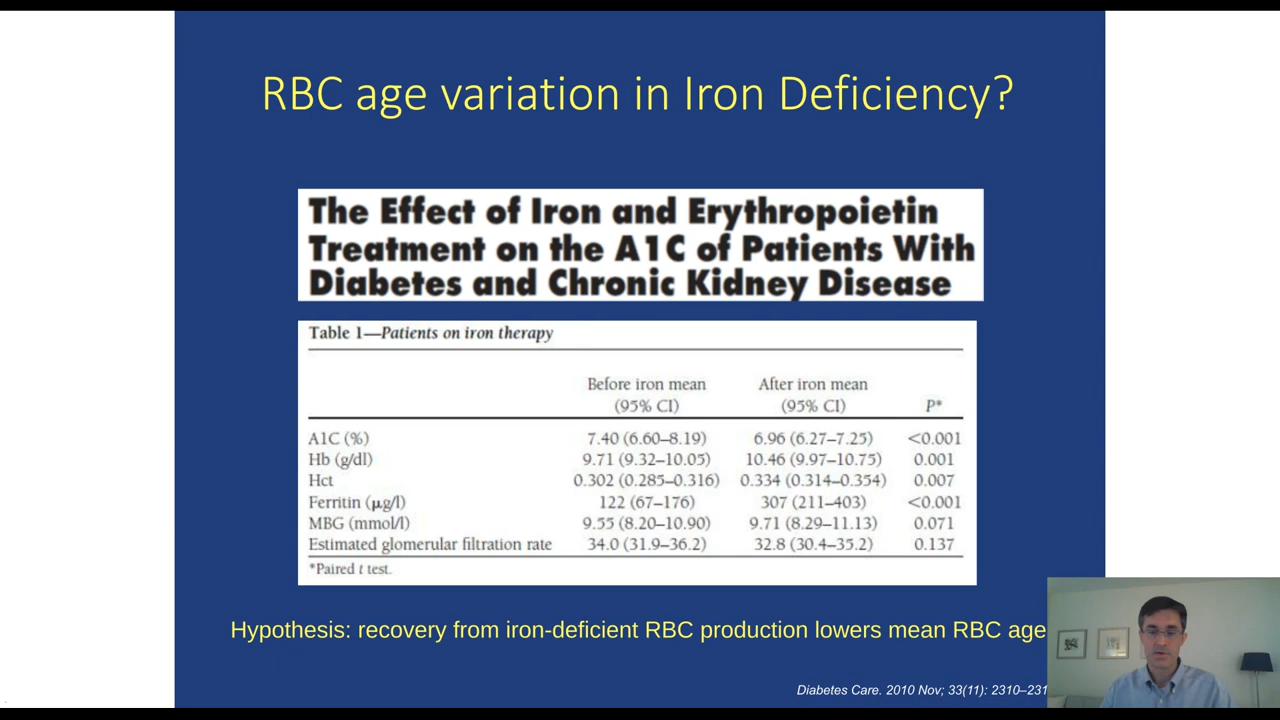 RBC age variation in Iron Deficiency?
The Effect of Iron and Erythropoietin
Treatment on the A1C of Patients With
Diabetes and Chronic Kidney Disease
Table 1—Patients on iron therapy
Before iron mean After iron mean
(95% CI) (95% CI) P*
A1C (%) 7.40 (6.60–8.19) 6.96 (6.27–7.25) <0.001
Hb (g/dl) 9.71 (9.32–10.05) 10.46 (9.97–10.75) 0.001
Hct 0.302 (0.285–0.316) 0.334 (0.314–0.354) 0.007
Ferritin (μg/l) 122 (67–176) 307 (211–403) <0.001
MBG (mmol/l) 9.55 (8.20–10.90) 9.71 (8.29–11.13) 0.071
Estimated glomerular filtration rate 34.0 (31.9–36.2) 32.8 (30.4–35.2) 0.137
*Paired t test.
Hypothesis: recovery from iron-deficient RBC production lowers mean RBC age
Diabetes Care. 2010 Nov; 33(11): 2310–231